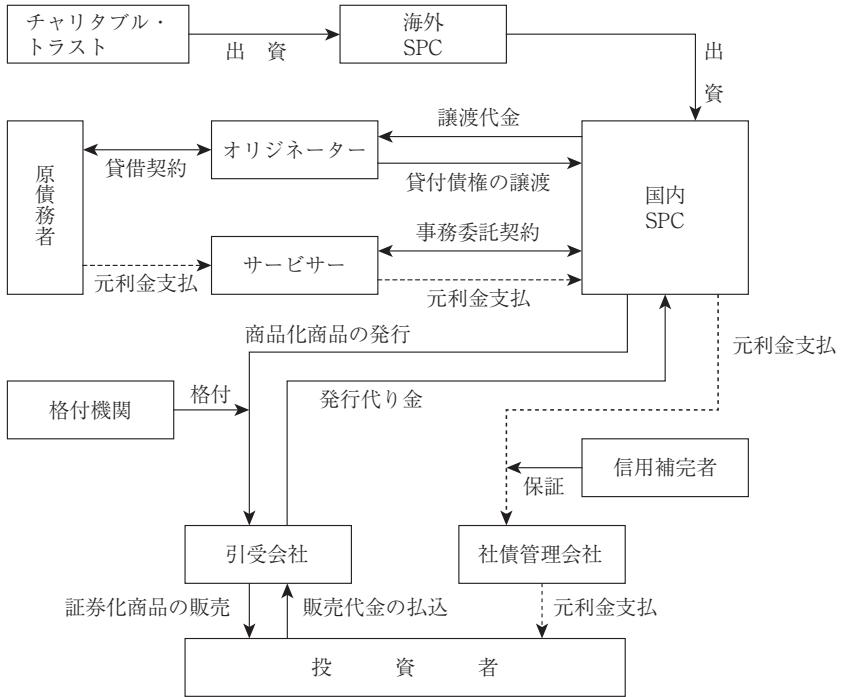 チャリタブル・
トラスト
出　資
海外
SPC
出
資
原債務者
貸借契約
オリジネーター
譲渡代金
貸付債権の譲渡
国内
SPC
サービサー
事務委託契約
元利金支払
元利金支払
商品化商品の発行
元利金支払
格付機関
格付
発行代り金
信用補完者
保証
引受会社
社債管理会社
証券化商品の販売
販売代金の払込
元利金支払
投　資　者